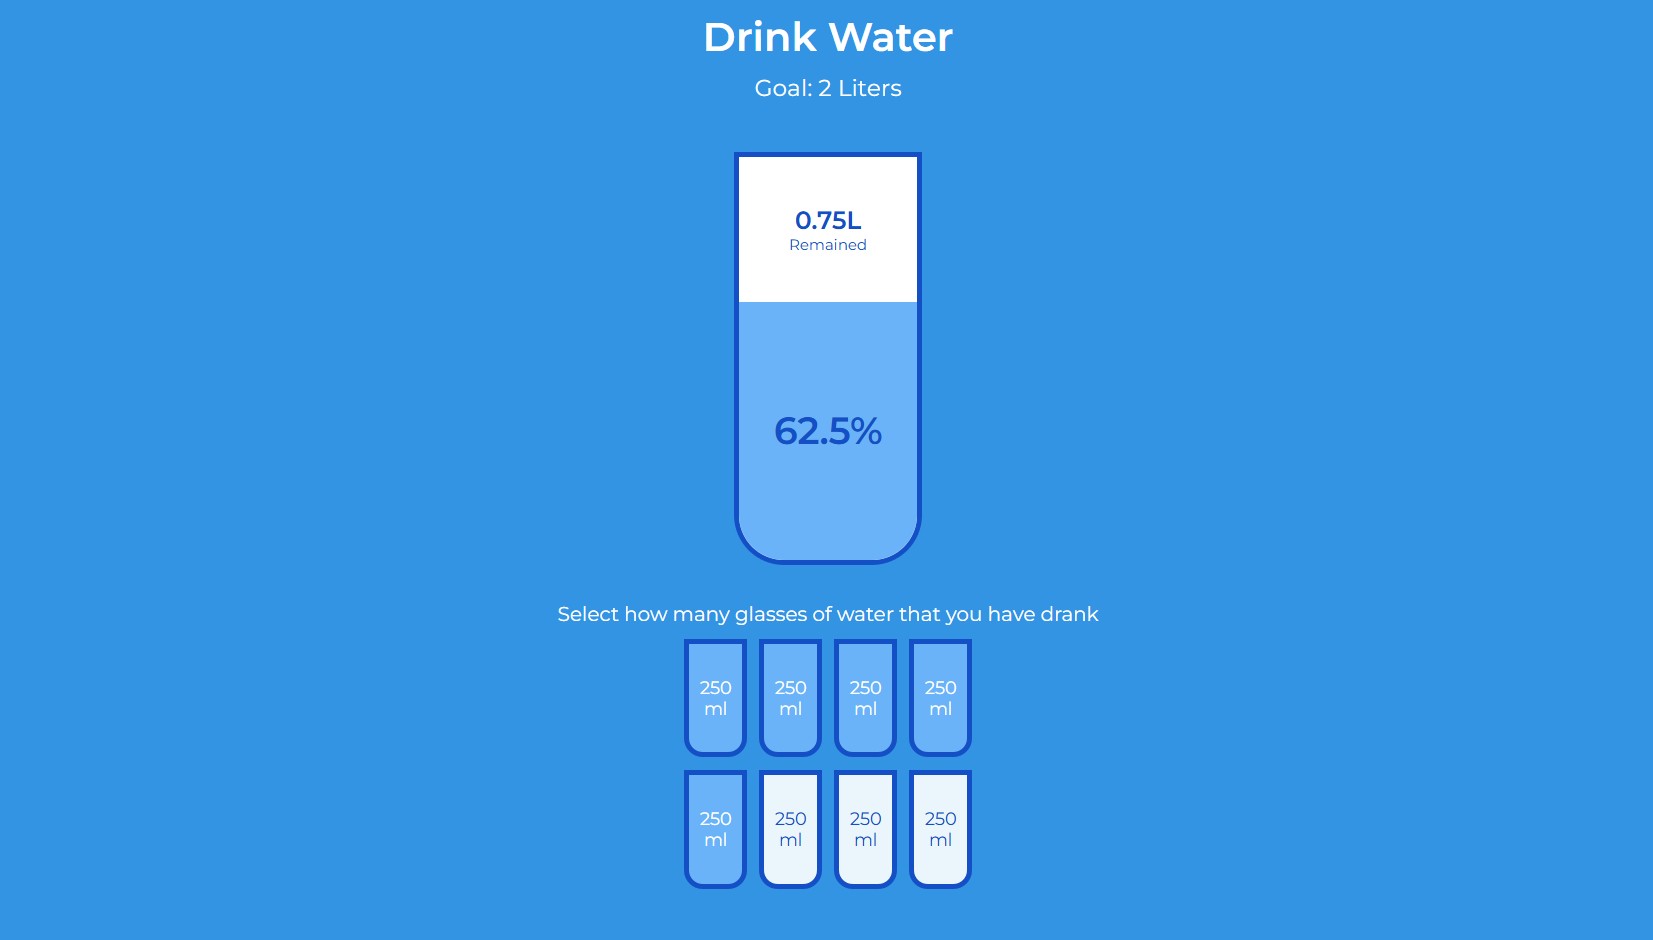 Drink Water
Goal: 2 Liters
0.75L
Remained
62.5%
Select how many glasses of water that you have drank
250 250 250 250
ml ml ml ml
250 250 250 250
ml ml ml ml